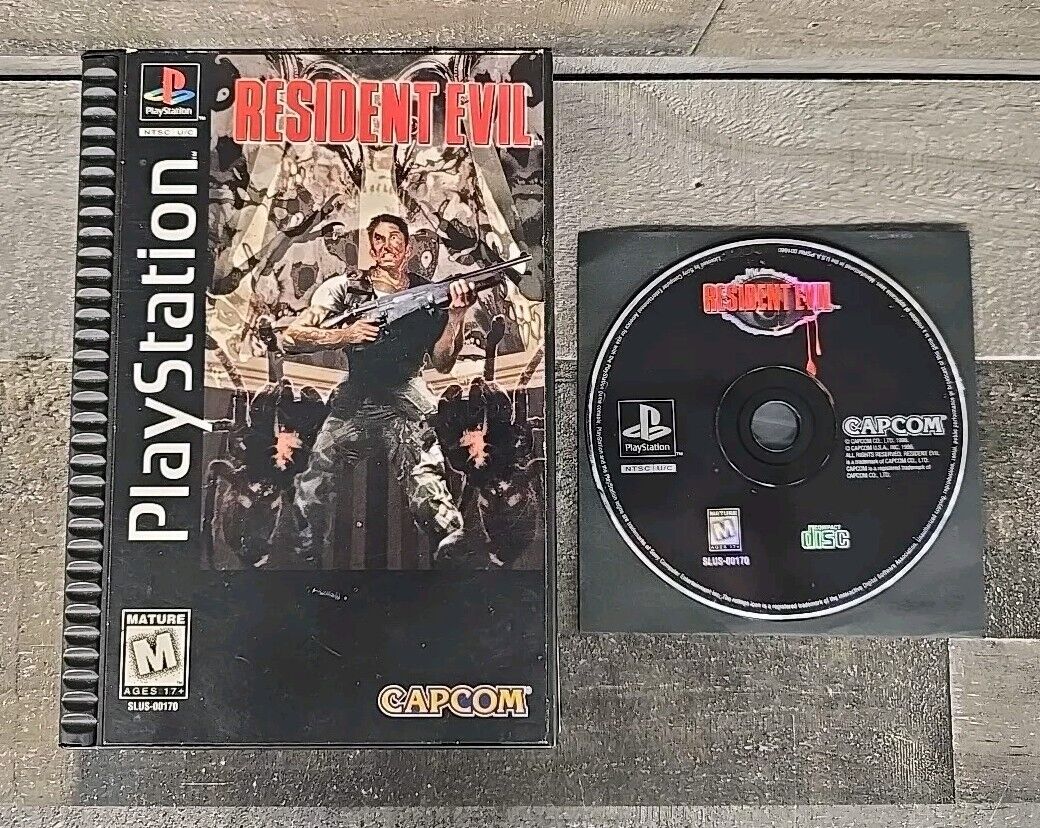 PlayStation
NTSC U/C
PlayStation
RESIDENT EVIL
MATURE
M
AGES 17+
SLUS-00170
CAPCOM
RESIDENT EVIL
PlayStation
NTSC U/C
CAPCOM
© CAPCOM CO., LTD. 1996.
© CAPCOM U.S.A., INC. 1996.
ALL RIGHTS RESERVED. RESIDENT EVIL
is a trademark of CAPCOM CO., LTD.
CAPCOM is a registered trademark of
CAPCOM CO., LTD.
MATURE
M
AGES 17+
SLUS-00170
COMPACT
disc